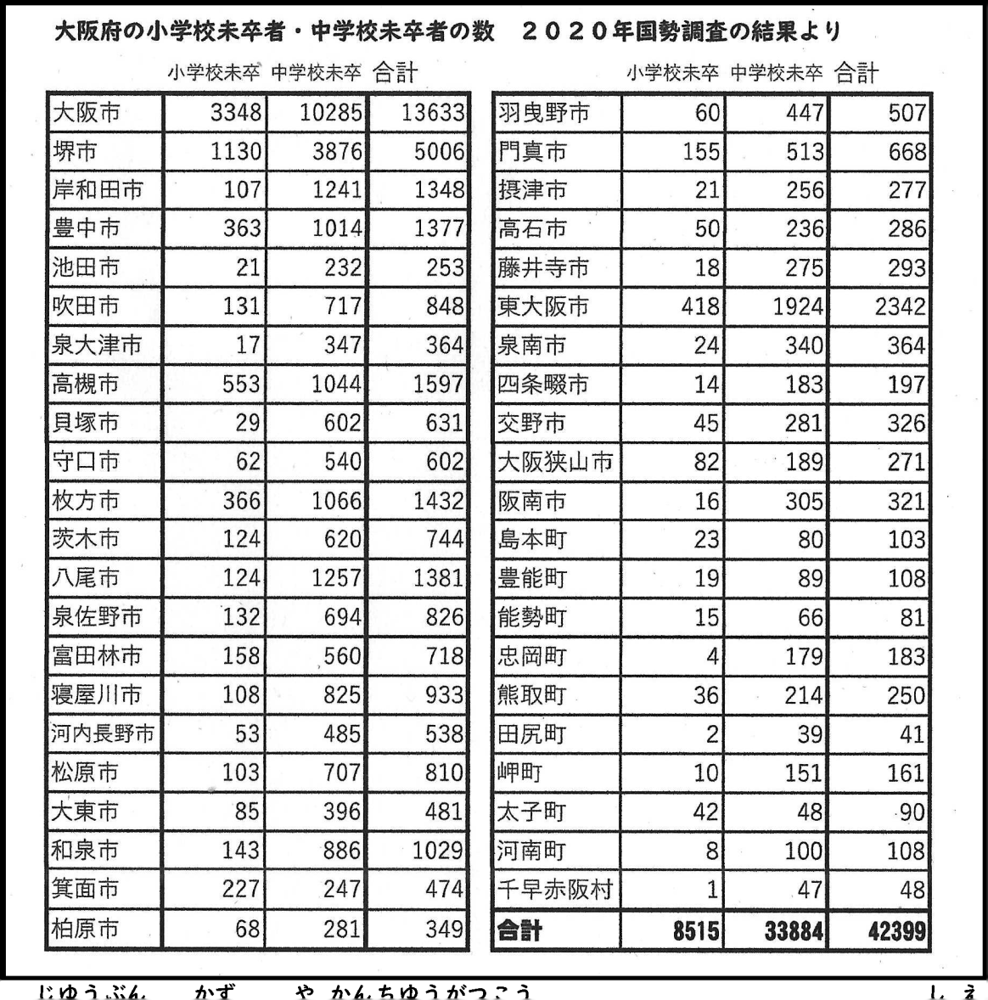 大阪府の小学校未卒者・中学校未卒者の数　２０２０年国勢調査の結果より
小学校未卒 中学校未卒 合計
大阪市 3348 10285 13633
堺市 1130 3876 5006
岸和田市 107 1241 1348
豊中市 363 1014 1377
池田市 21 232 253
吹田市 131 717 848
泉大津市 17 347 364
高槻市 553 1044 1597
貝塚市 29 602 631
守口市 62 540 602
枚方市 366 1066 1432
茨木市 124 620 744
八尾市 124 1257 1381
泉佐野市 132 694 826
富田林市 158 560 718
寝屋川市 108 825 933
河内長野市 53 485 538
松原市 103 707 810
大東市 85 396 481
和泉市 143 886 1029
箕面市 227 247 474
柏原市 68 281 349
小学校未卒 中学校未卒 合計
羽曳野市 60 447 507
門真市 155 513 668
摂津市 21 256 277
高石市 50 236 286
藤井寺市 18 275 293
東大阪市 418 1924 2342
泉南市 24 340 364
四条畷市 14 183 197
交野市 45 281 326
大阪狭山市 82 189 271
阪南市 16 305 321
島本町 23 80 103
豊能町 19 89 108
能勢町 15 66 81
忠岡町 4 179 183
熊取町 36 214 250
田尻町 2 39 41
岬町 10 151 161
太子町 42 48 90
河南町 8 100 108
千早赤阪村 1 47 48
合計 8515 33884 42399
じゆうぶん　かず　や かんちゆうがつこう　し え